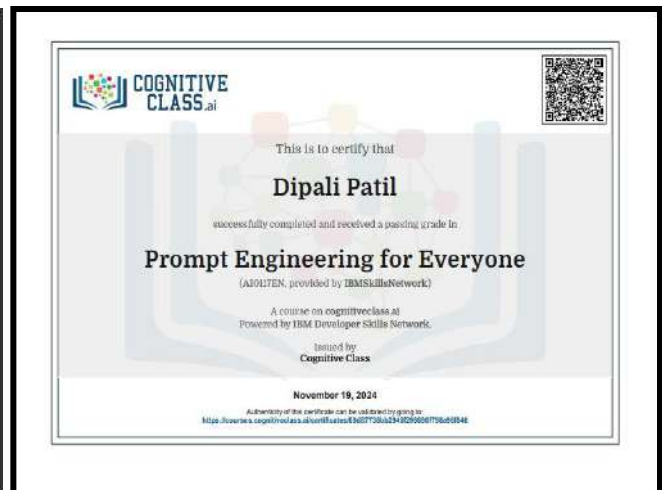 COGNITIVE
CLASS.ai
This is to certify that
Dipali Patil
successfully completed and received a passing grade in
Prompt Engineering for Everyone
(AI0117EN, provided by IBMSkillsNetwork)
A course on cognitiveclass.ai
Powered by IBM Developer Skills Network.
Issued by
Cognitive Class
November 19, 2024
Authenticity of this certificate can be validated by going to: